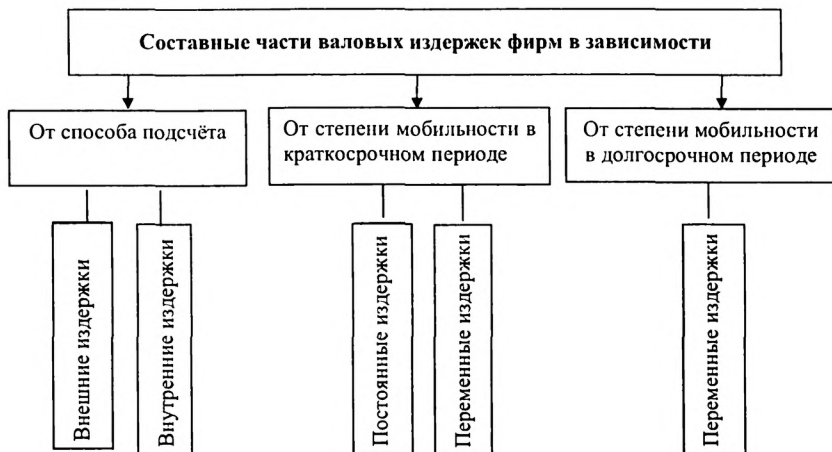 Составные части валовых издержек фирм в зависимости
От способа подсчёта
От степени мобильности в
краткосрочном периоде
От степени мобильности
в долгосрочном периоде
Внешние издержки
Внутренние издержки
Постоянные издержки
Переменные издержки
Переменные издержки